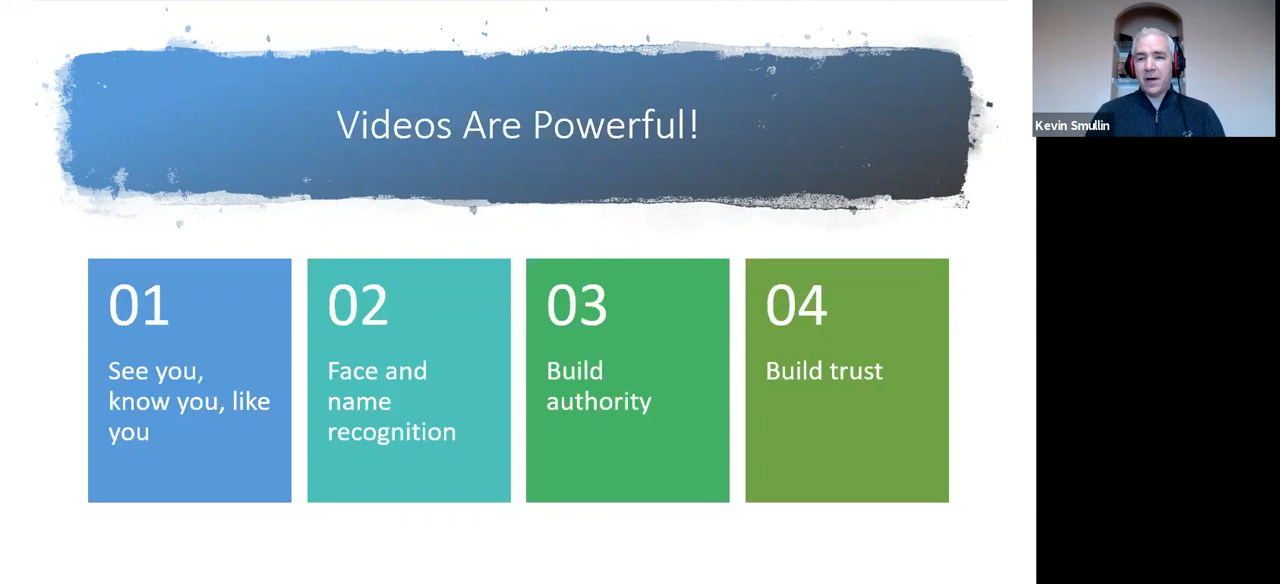 Videos Are Powerful!
Kevin Smullin
01
See you,
know you, like
you
02
Face and
name
recognition
03
Build
authority
04
Build trust